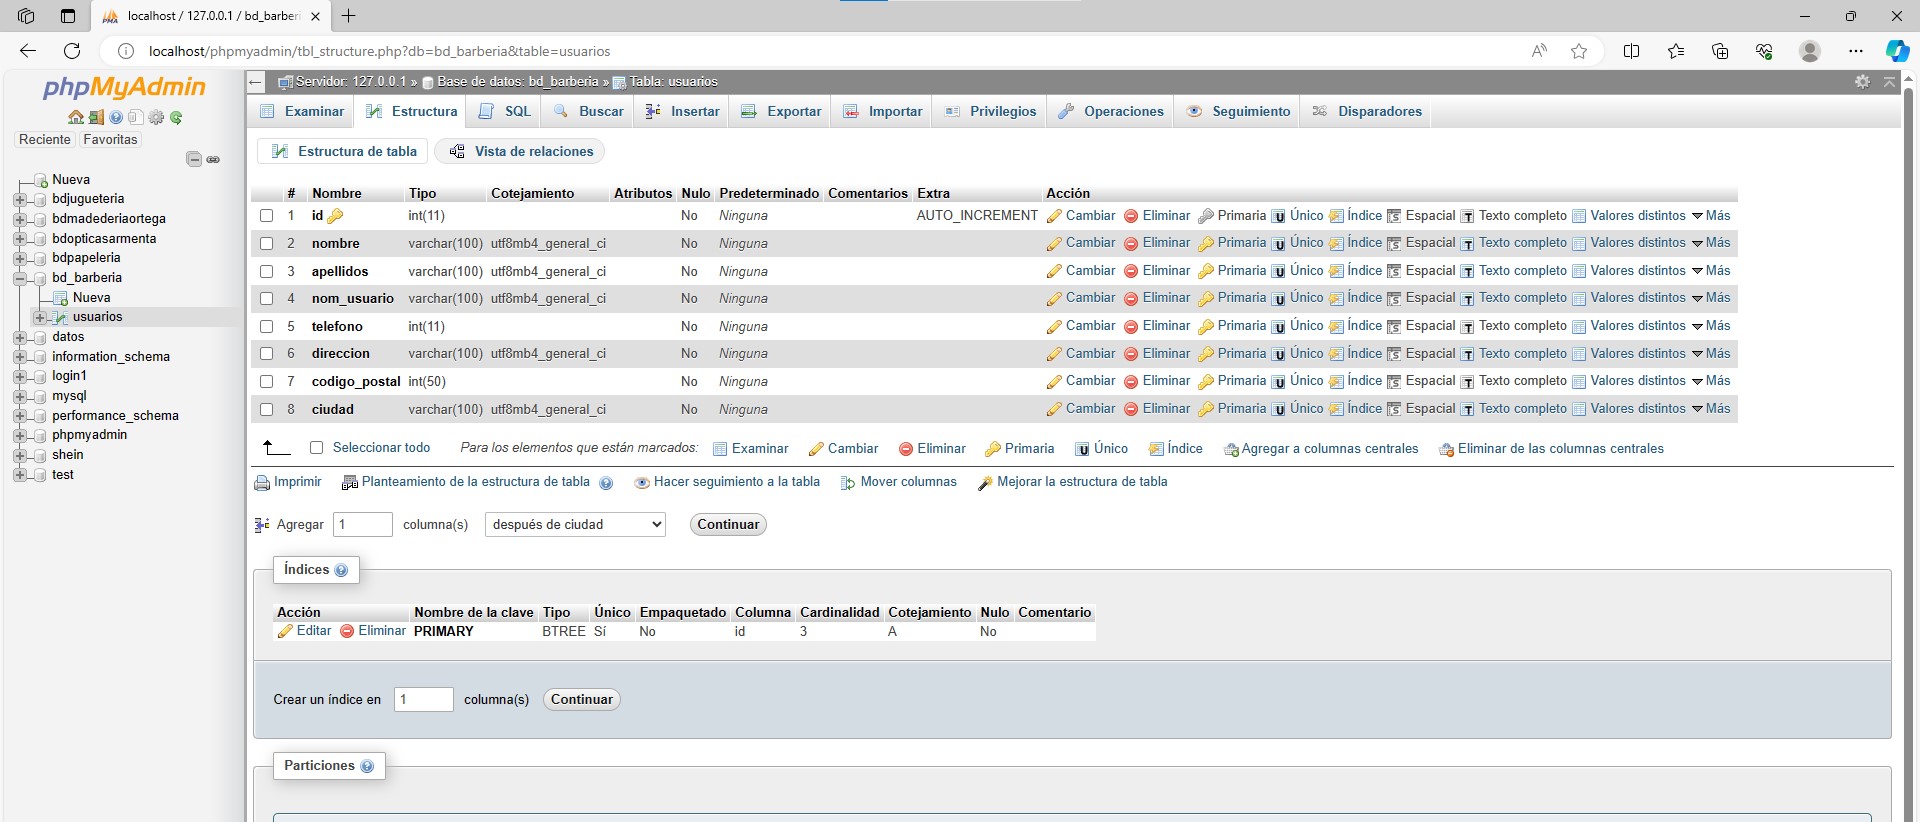 localhost / 127.0.0.1 / bd_barberi
localhost/phpmyadmin/tbl_structure.php?db=bd_barberia&table=usuarios
phpMyAdmin
Reciente Favoritas
Nueva
bdjugueteria
bdmadederiaortega
bdopticasarmenta
bdpapeleria
bd_barberia
Nueva
usuarios
datos
information_schema
login1
mysql
performance_schema
phpmyadmin
shein
test
Servidor: 127.0.0.1 » Base de datos: bd_barberia » Tabla: usuarios
Examinar Estructura SQL Buscar Insertar Exportar Importar Privilegios Operaciones Seguimiento Disparadores
Estructura de tabla Vista de relaciones
# Nombre Tipo Cotejamiento Atributos Nulo Predeterminado Comentarios Extra Acción
1 id int(11) No Ninguna AUTO_INCREMENT Cambiar Eliminar Primaria Único Índice Espacial Texto completo Valores distintos Más
2 nombre varchar(100) utf8mb4_general_ci No Ninguna Cambiar Eliminar Primaria Único Índice Espacial Texto completo Valores distintos Más
3 apellidos varchar(100) utf8mb4_general_ci No Ninguna Cambiar Eliminar Primaria Único Índice Espacial Texto completo Valores distintos Más
4 nom_usuario varchar(100) utf8mb4_general_ci No Ninguna Cambiar Eliminar Primaria Único Índice Espacial Texto completo Valores distintos Más
5 telefono int(11) No Ninguna Cambiar Eliminar Primaria Único Índice Espacial Texto completo Valores distintos Más
6 direccion varchar(100) utf8mb4_general_ci No Ninguna Cambiar Eliminar Primaria Único Índice Espacial Texto completo Valores distintos Más
7 codigo_postal int(50) No Ninguna Cambiar Eliminar Primaria Único Índice Espacial Texto completo Valores distintos Más
8 ciudad varchar(100) utf8mb4_general_ci No Ninguna Cambiar Eliminar Primaria Único Índice Espacial Texto completo Valores distintos Más
Seleccionar todo Para los elementos que están marcados: Examinar Cambiar Eliminar Primaria Único Índice Agregar a columnas centrales Eliminar de las columnas centrales
Imprimir Planteamiento de la estructura de tabla Hacer seguimiento a la tabla Mover columnas Mejorar la estructura de tabla
Agregar 1 columna(s) después de ciudad Continuar
Índices
Acción Nombre de la clave Tipo Único Empaquetado Columna Cardinalidad Cotejamiento Nulo Comentario
Editar Eliminar PRIMARY BTREE Sí No id 3 A No
Crear un índice en 1 columna(s) Continuar
Particiones